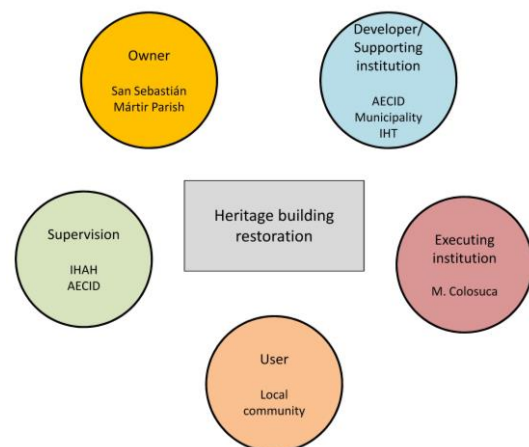 Owner
San Sebastián
Mártir Parish
Developer/
Supporting
institution
AECID
Municipality
IHT
Heritage building
restoration
Supervision
IHAH
AECID
Executing
institution
M. Colosuca
User
Local
community